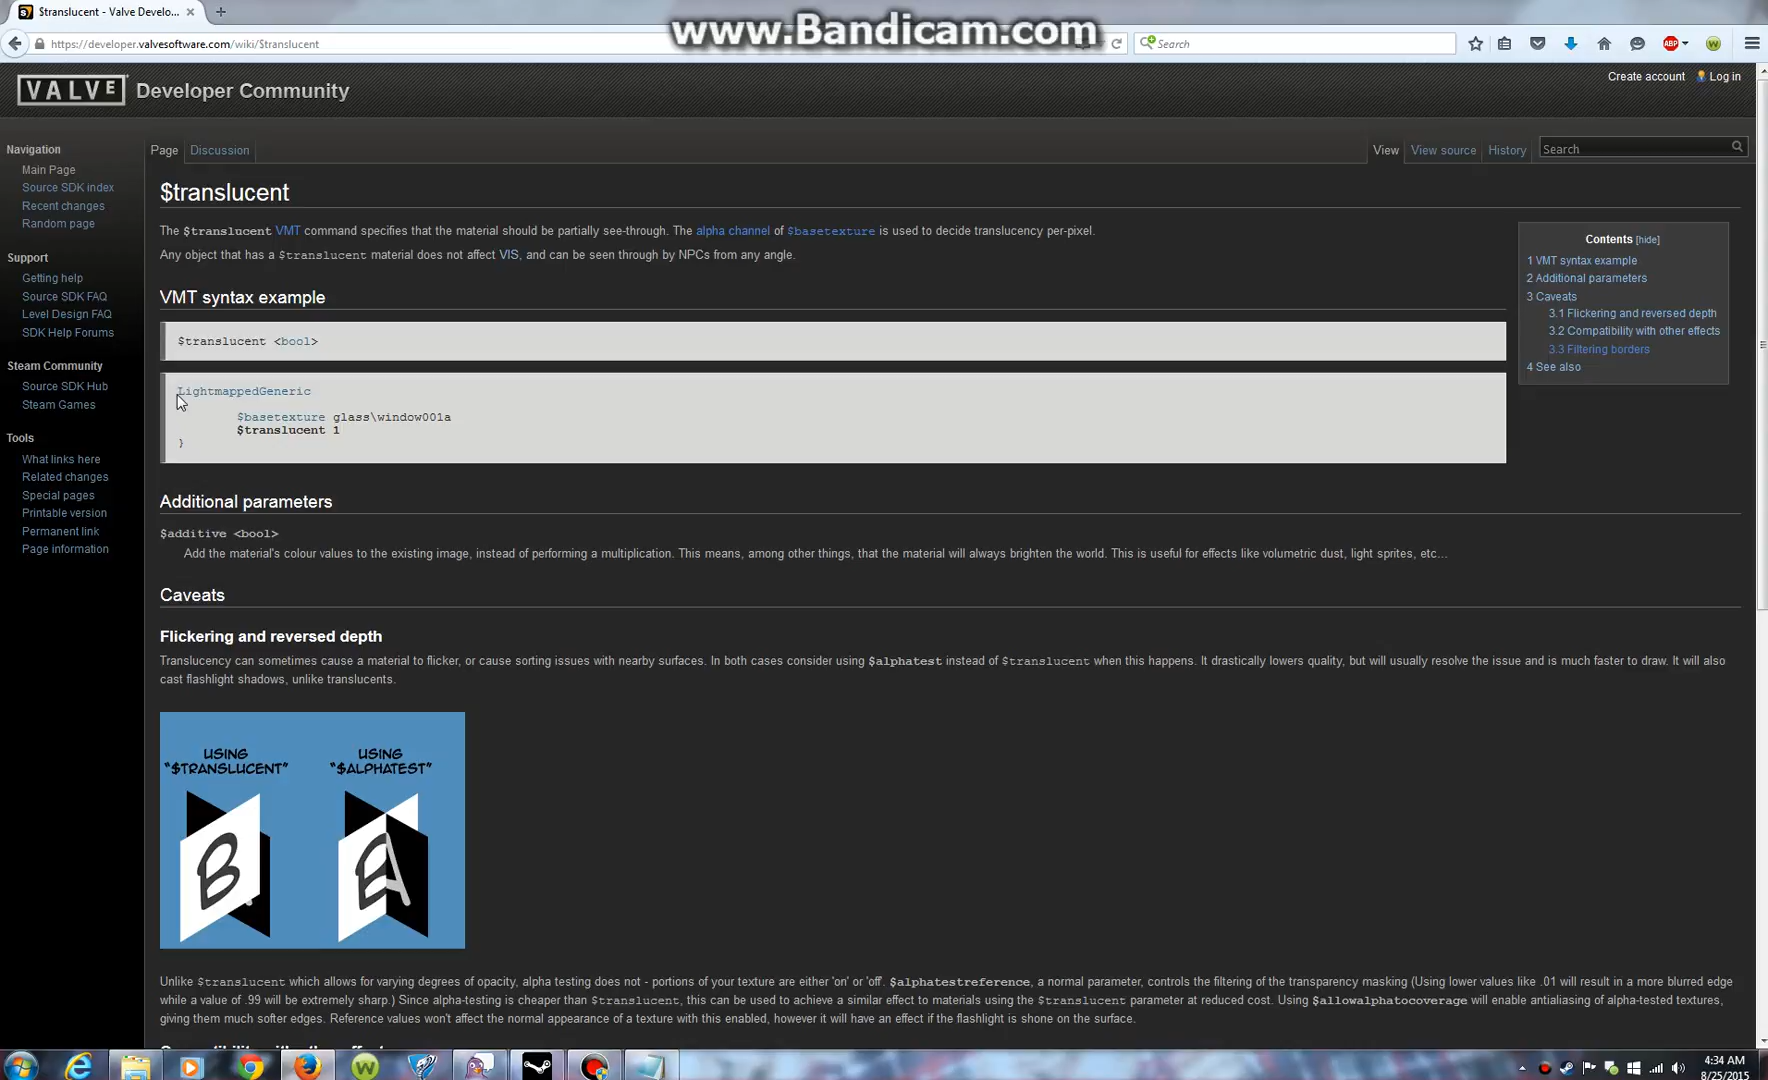 $translucent - Valve Develo...
www.Bandicam.com
https://developer.valvesoftware.com/wiki/$translucent
Search
ABP
VALVE Developer Community
Create account
Log in
Navigation
Main Page
Source SDK index
Recent changes
Random page
Support
Getting help
Source SDK FAQ
Level Design FAQ
SDK Help Forums
Steam Community
Source SDK Hub
Steam Games
Tools
What links here
Related changes
Special pages
Printable version
Permanent link
Page information
Page
Discussion
View
View source
History
Search
$translucent
The $translucent VMT command specifies that the material should be partially see-through. The alpha channel of $basetexture is used to decide translucency per-pixel.
Any object that has a $translucent material does not affect VIS, and can be seen through by NPCs from any angle.
Contents [hide]
1 VMT syntax example
2 Additional parameters
3 Caveats
3.1 Flickering and reversed depth
3.2 Compatibility with other effects
3.3 Filtering borders
4 See also
VMT syntax example
$translucent <bool>
LightmappedGeneric
$basetexture glass\window001a
$translucent 1
}
Additional parameters
$additive <bool>
Add the material's colour values to the existing image, instead of performing a multiplication. This means, among other things, that the material will always brighten the world. This is useful for effects like volumetric dust, light sprites, etc...
Caveats
Flickering and reversed depth
Translucency can sometimes cause a material to flicker, or cause sorting issues with nearby surfaces. In both cases consider using $alphatest instead of $translucent when this happens. It drastically lowers quality, but will usually resolve the issue and is much faster to draw. It will also
cast flashlight shadows, unlike translucents.
USING
"$TRANSLUCENT"
USING
"$ALPHATEST"
B
B
A
Unlike $translucent which allows for varying degrees of opacity, alpha testing does not - portions of your texture are either 'on' or 'off'. $alphatestreference, a normal parameter, controls the filtering of the transparency masking (Using lower values like .01 will result in a more blurred edge
while a value of .99 will be extremely sharp.) Since alpha-testing is cheaper than $translucent, this can be used to achieve a similar effect to materials using the $translucent parameter at reduced cost. Using $allowalphatocoverage will enable antialiasing of alpha-tested textures,
giving them much softer edges. Reference values won't affect the normal appearance of a texture with this enabled, however it will have an effect if the flashlight is shone on the surface.
4:34 AM
8/25/2015